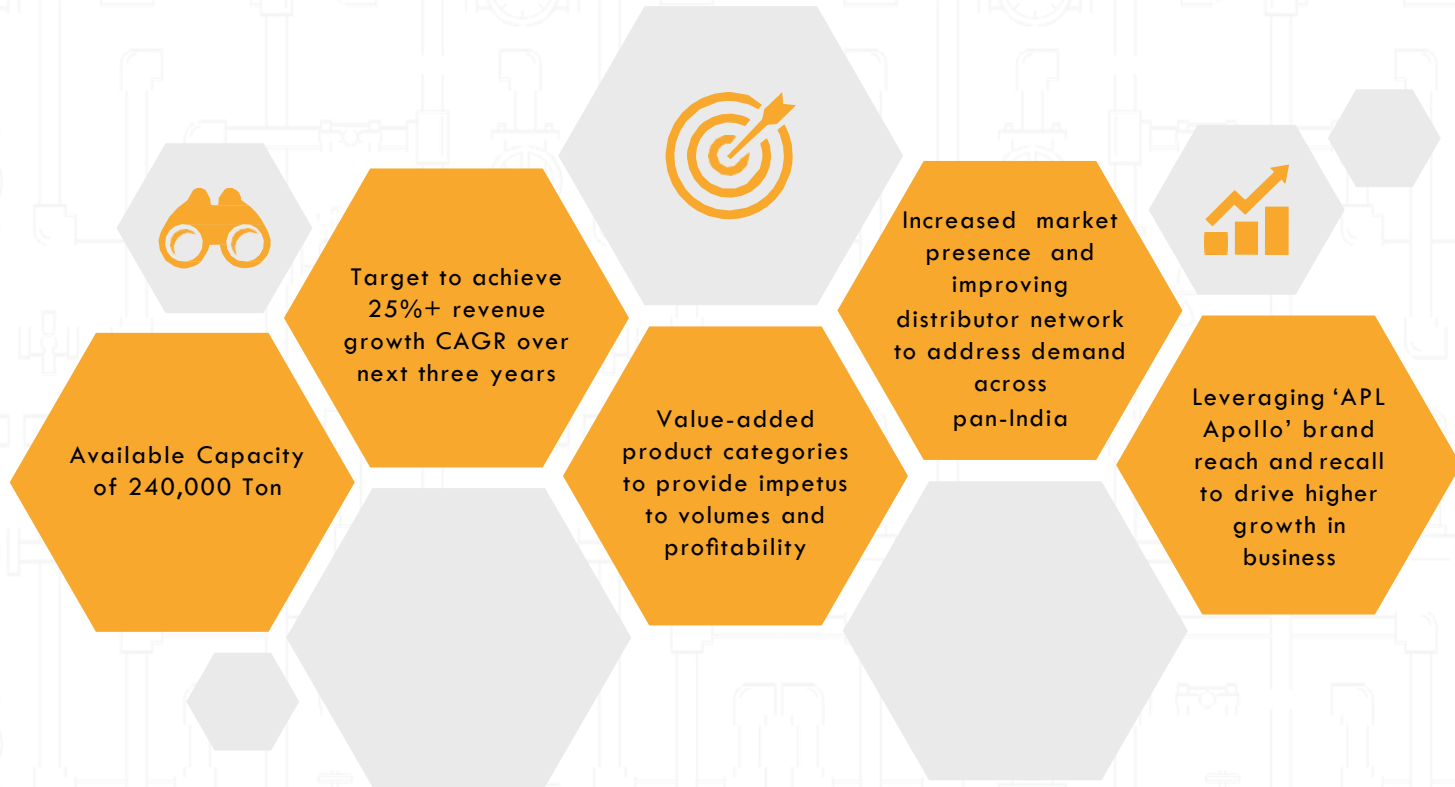 Available Capacity
of 240,000 Ton
Target to achieve
25%+ revenue
growth CAGR over
next three years
Value-added
product categories
to provide impetus
to volumes and
profitability
Increased market
presence and
improving
distributor network
to address demand
across
pan-India
Leveraging ‘APL
Apollo’ brand
reach and recall
to drive higher
growth in
business